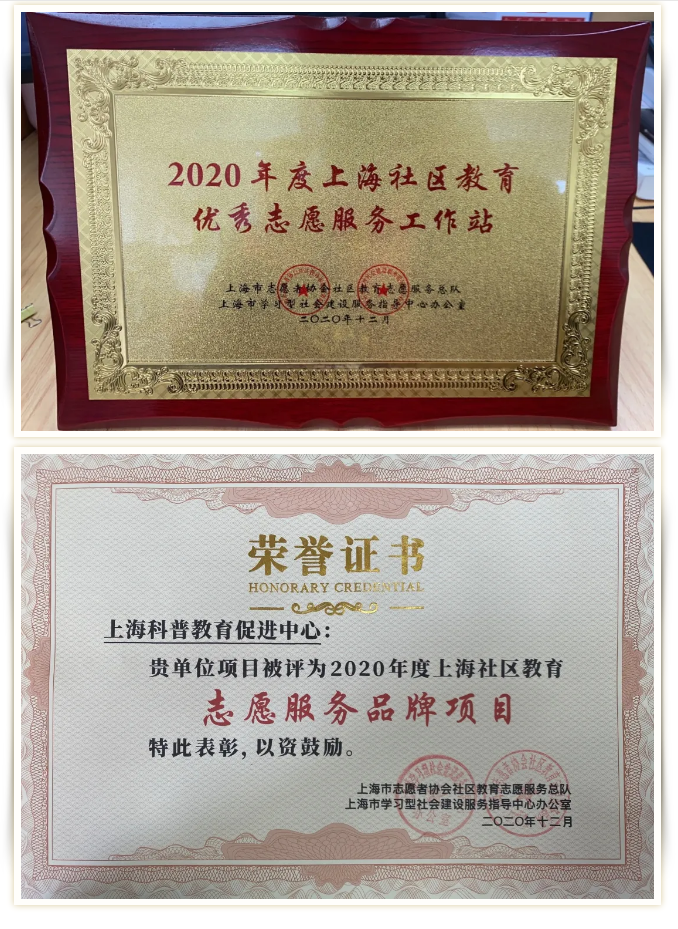 2020年度上海社区教育
优秀志愿服务工作站
上海市志愿者协会社区教育志愿服务总队
上海市学习型社会建设服务指导中心办公室
二〇二〇年十二月
荣誉证书
HONORARY CREDENTIAL
上海科普教育促进中心:
贵单位项目被评为2020年度上海社区教育
志愿服务品牌项目
特此表彰,以资鼓励。
上海市志愿者协会社区教育志愿服务总队
上海市学习型社会建设服务指导中心办公室
二〇二〇年十二月